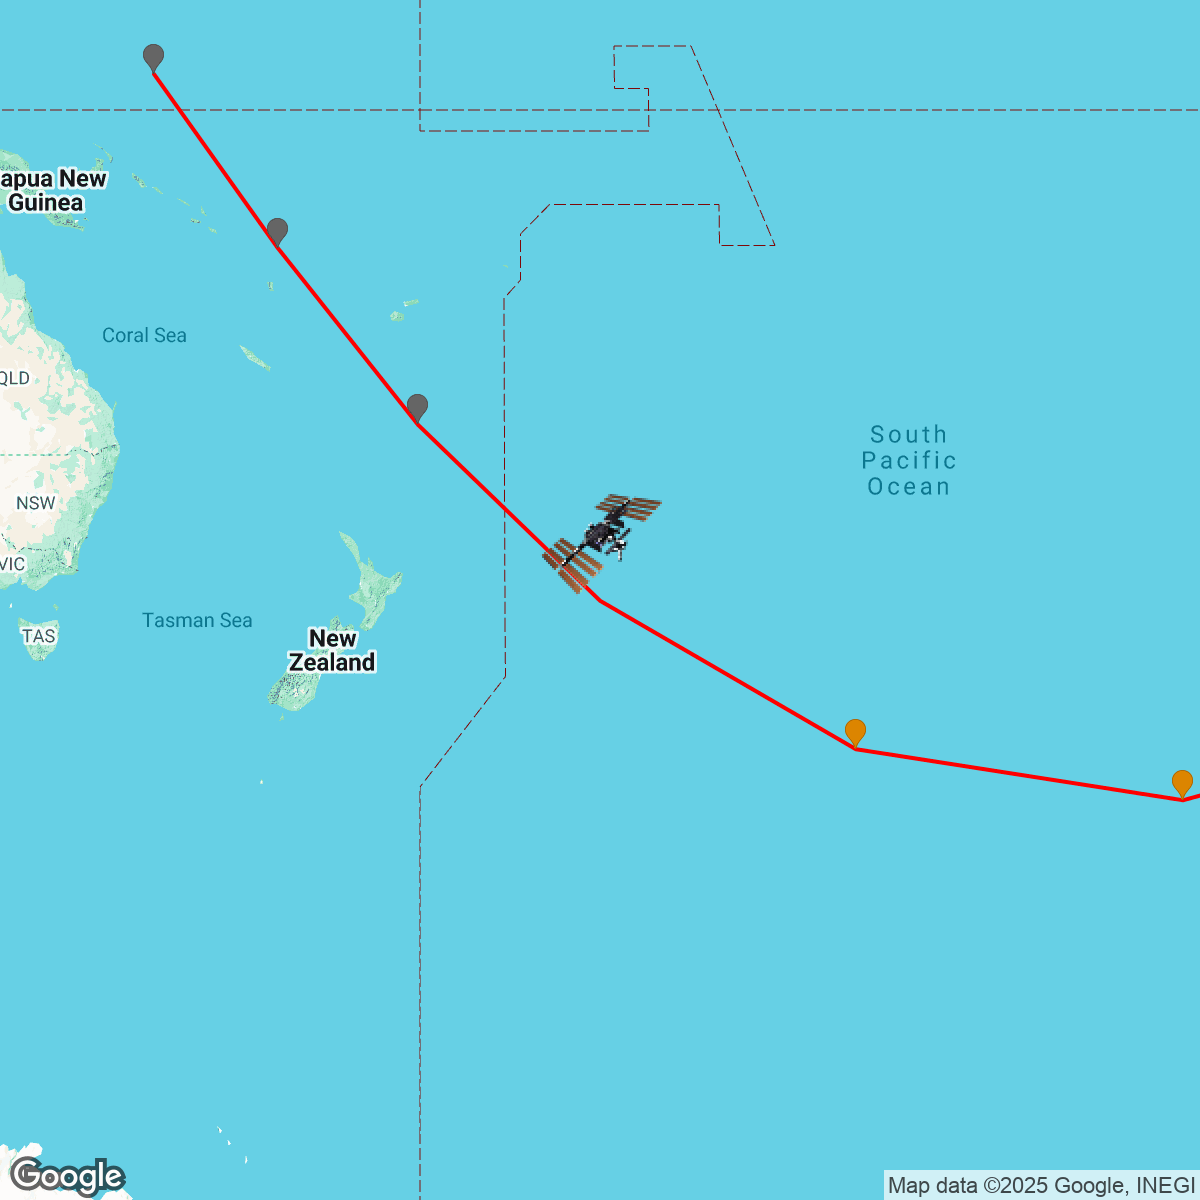 apua New
Guinea
Coral Sea
QLD
South
Pacific
Ocean
NSW
VIC
Tasman Sea
TAS
New
Zealand
Google
Map data ©2025 Google, INEGI